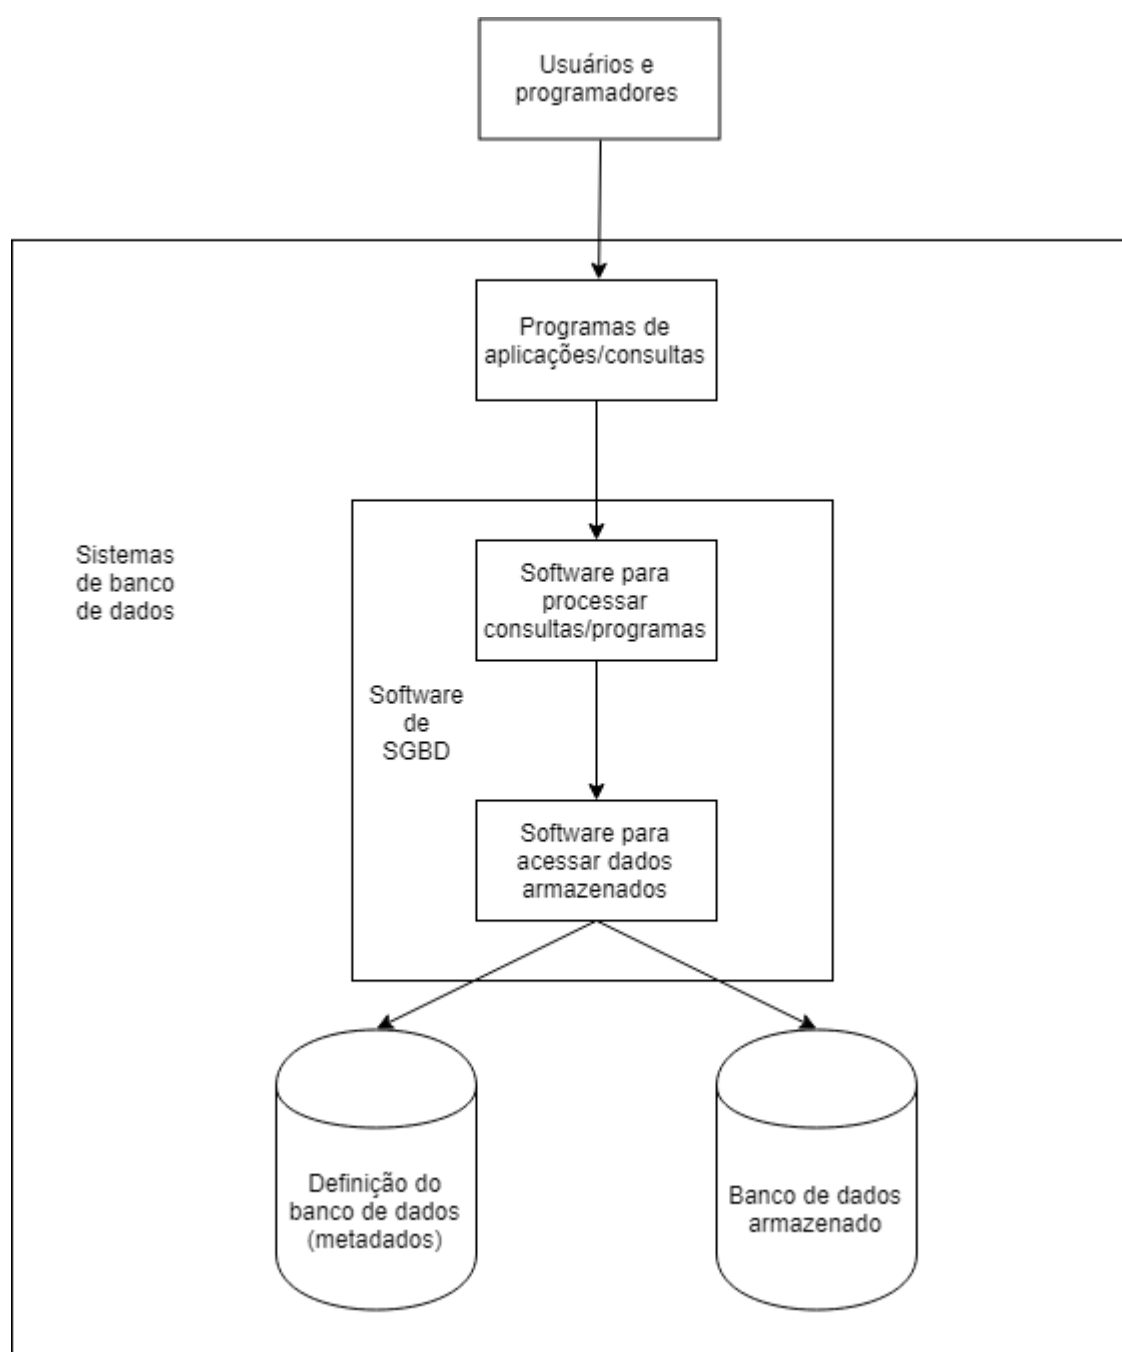 Usuários e
programadores
Programas de
aplicações/consultas
Sistemas
de banco
de dados
Software para
processar
consultas/programas
Software
de
SGBD
Software para
acessar dados
armazenados
Definição do
banco de dados
(metadados)
Banco de dados
armazenado